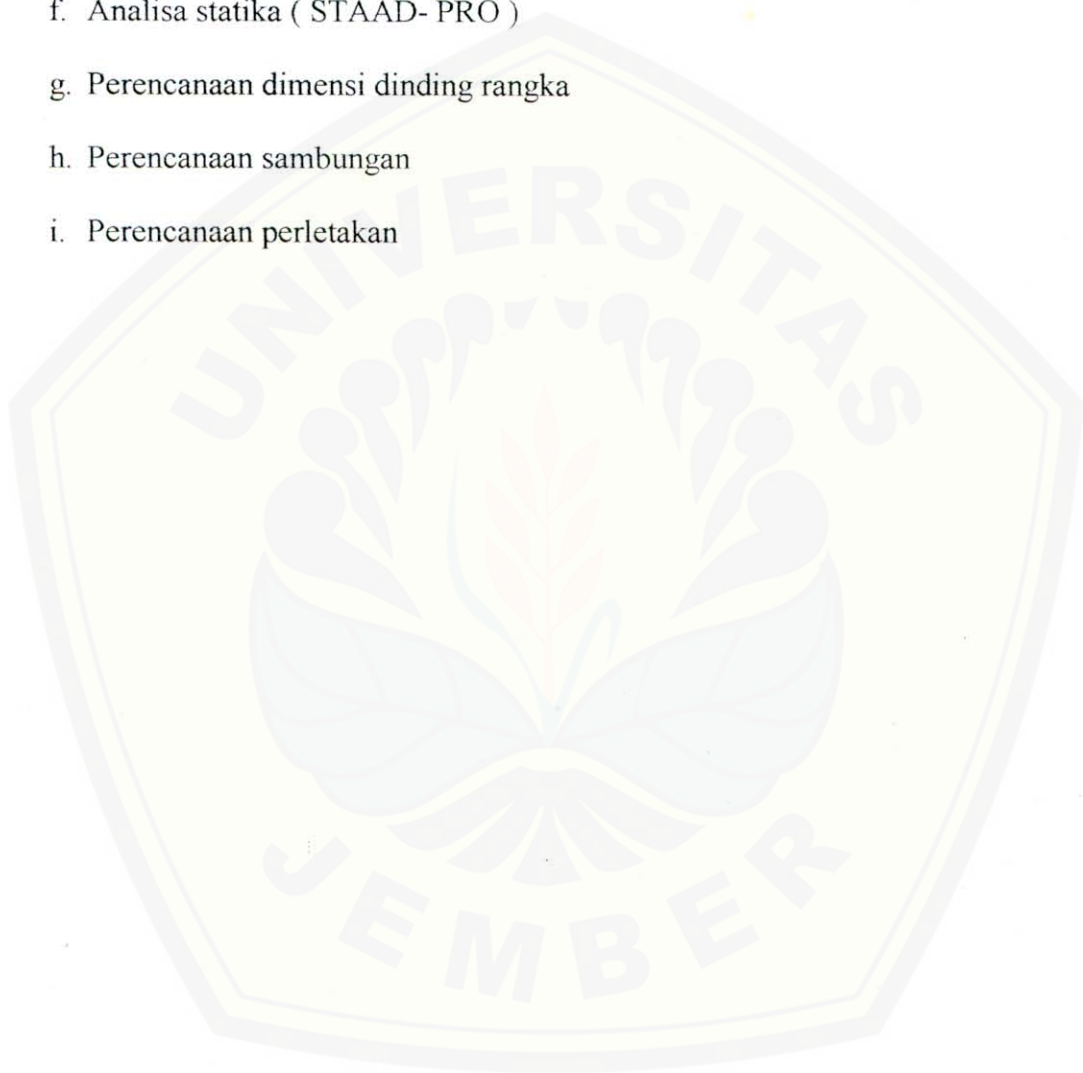 f. Analisa statika ( STAAD- PRO )
g. Perencanaan dimensi dinding rangka
h. Perencanaan sambungan
i. Perencanaan perletakan
UNIVERSITAS
JEMBER